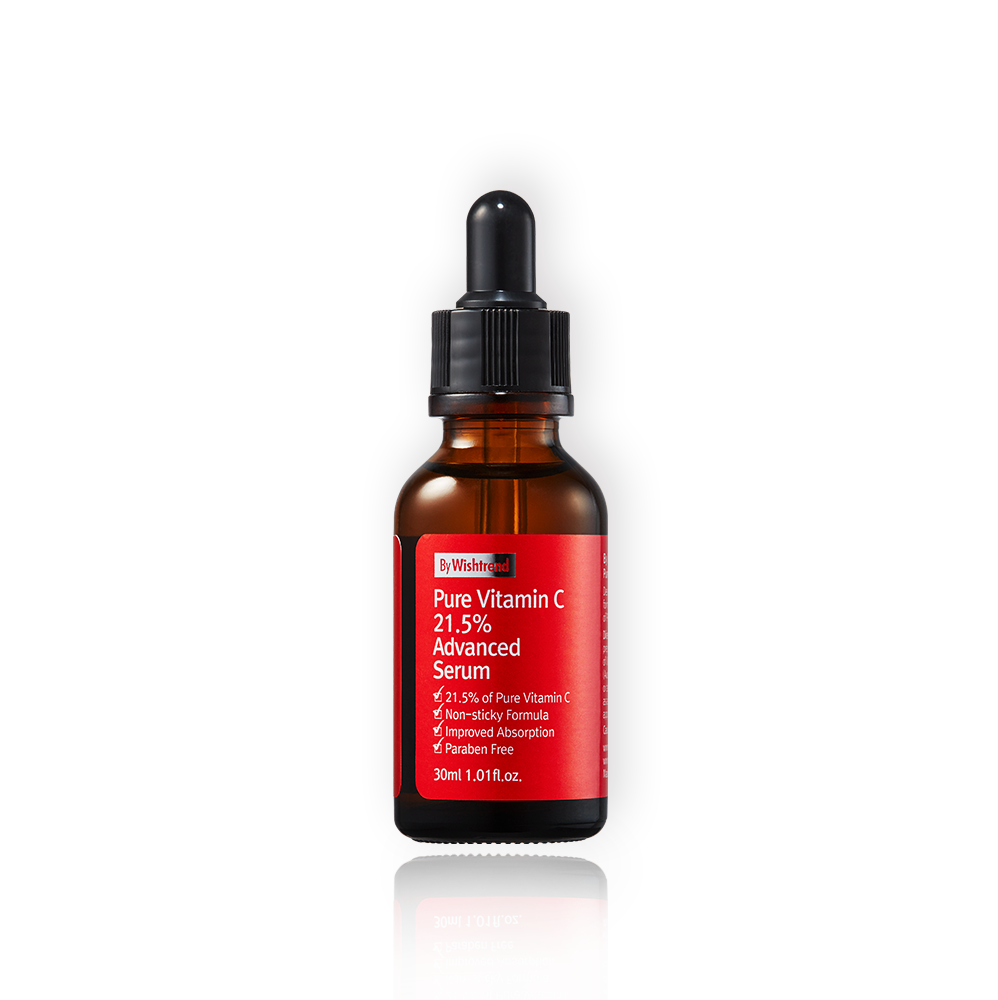 By Wishtrend
Pure Vitamin C
21.5%
Advanced
Serum
21.5% of Pure Vitamin C
Non-sticky Formula
Improved Absorption
Paraben Free
30ml 1.01fl.oz.